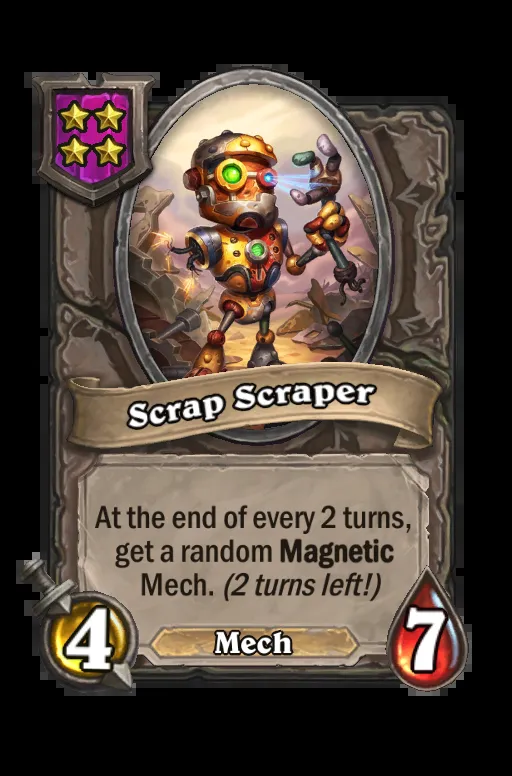 Scrap Scraper
At the end of every 2 turns,
get a random Magnetic
Mech. (2 turns left!)
4
Mech
7